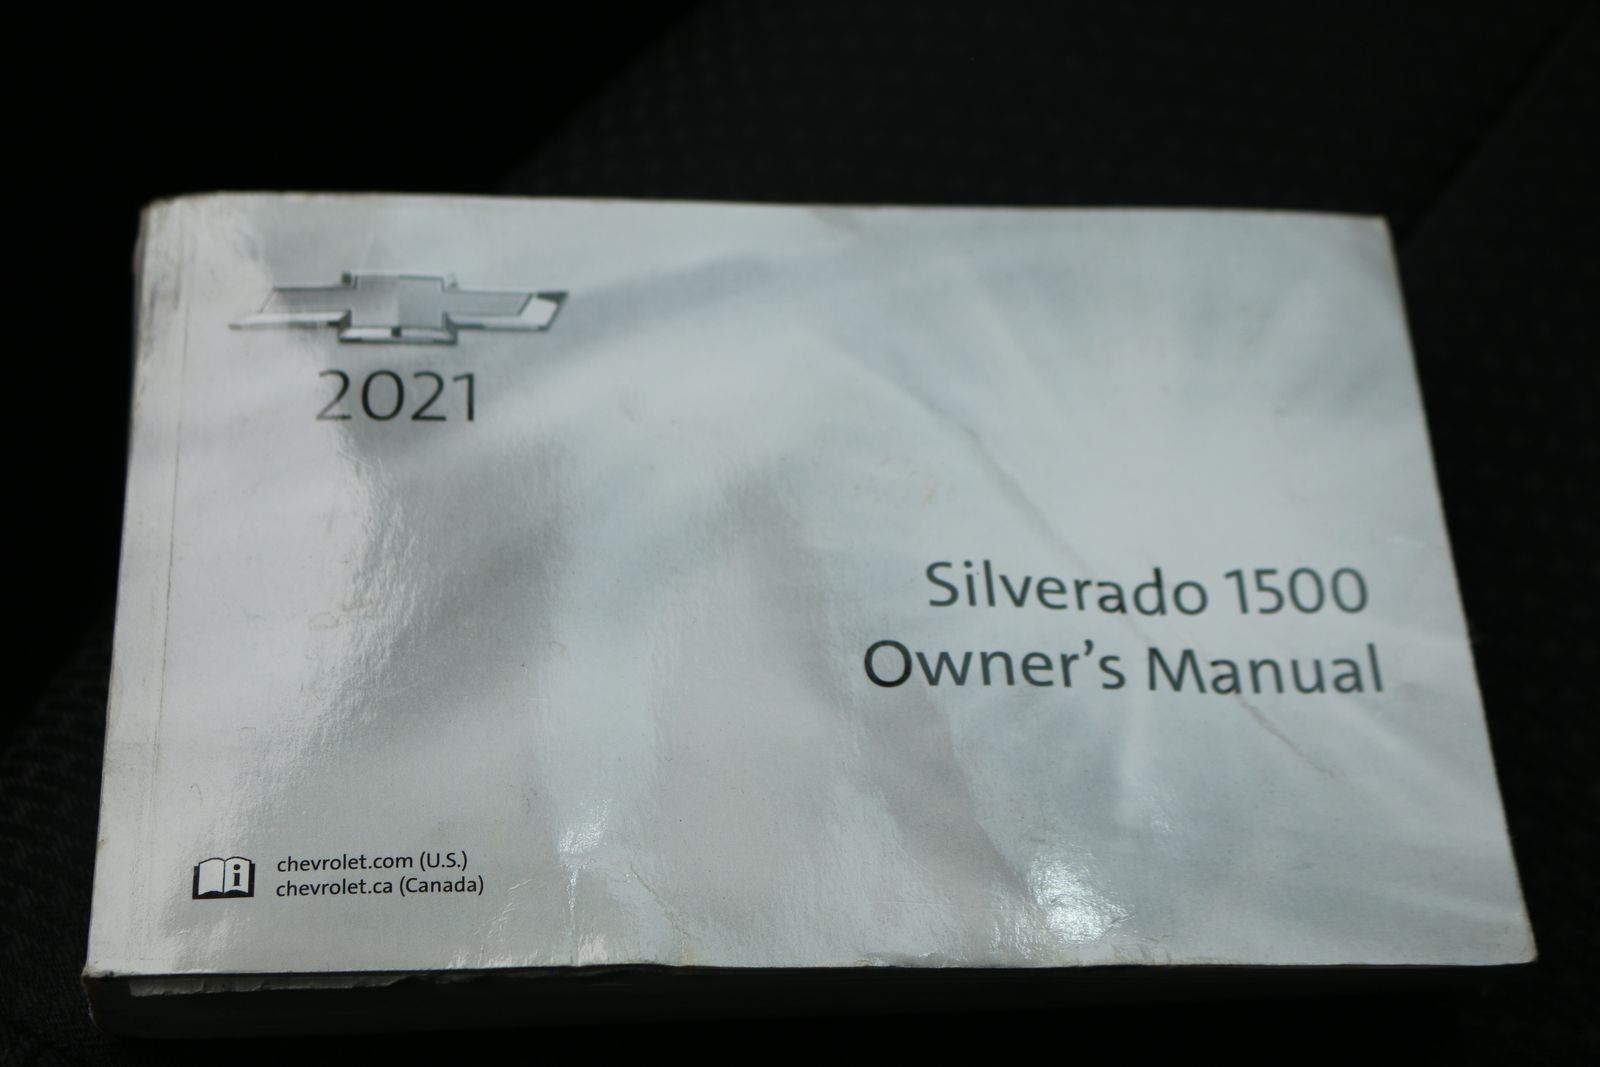 2021
Silverado 1500
Owner's Manual
i
chevrolet.com (U.S.)
chevrolet.ca (Canada)